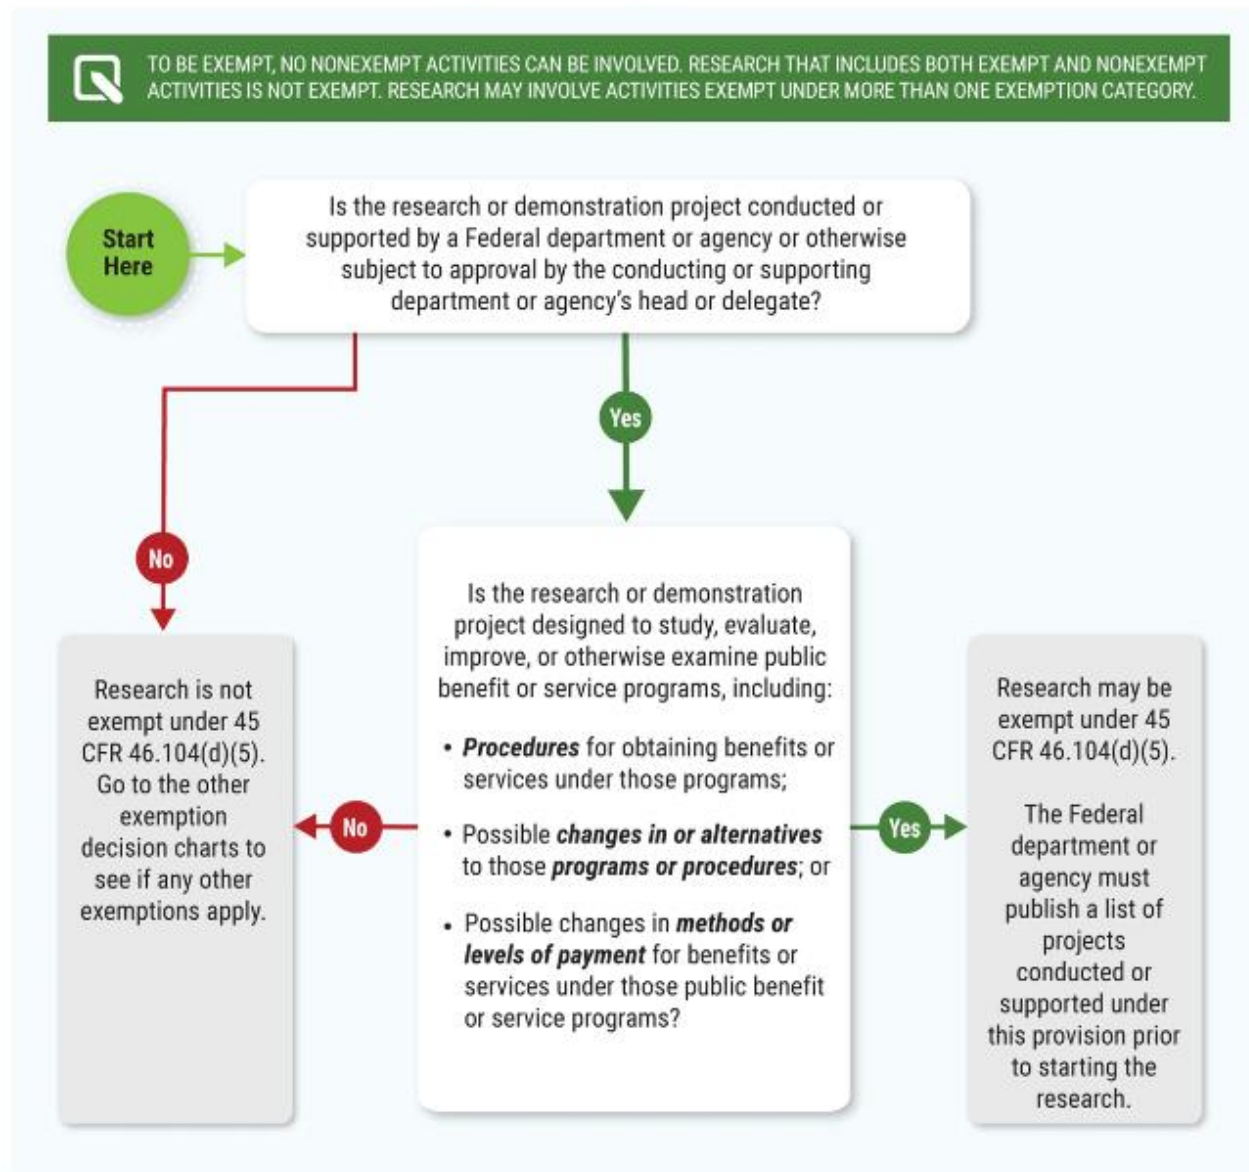 TO BE EXEMPT, NO NONEXEMPT ACTIVITIES CAN BE INVOLVED. RESEARCH THAT INCLUDES BOTH EXEMPT AND NONEXEMPT
ACTIVITIES IS NOT EXEMPT. RESEARCH MAY INVOLVE ACTIVITIES EXEMPT UNDER MORE THAN ONE EXEMPTION CATEGORY.
Start
Here
Is the research or demonstration project conducted or
supported by a Federal department or agency or otherwise
subject to approval by the conducting or supporting
department or agency's head or delegate?
Yes
No
Is the research or demonstration
project designed to study, evaluate,
improve, or otherwise examine public
benefit or service programs, including:
• Procedures for obtaining benefits or
services under those programs;
• Possible changes in or alternatives
to those programs or procedures; or
• Possible changes in methods or
levels of payment for benefits or
services under those public benefit
or service programs?
No
Yes
Research is not
exempt under 45
CFR 46.104(d)(5).
Go to the other
exemption
decision charts to
see if any other
exemptions apply.
Research may be
exempt under 45
CFR 46.104(d)(5).
The Federal
department or
agency must
publish a list of
projects
conducted or
supported under
this provision prior
to starting the
research.